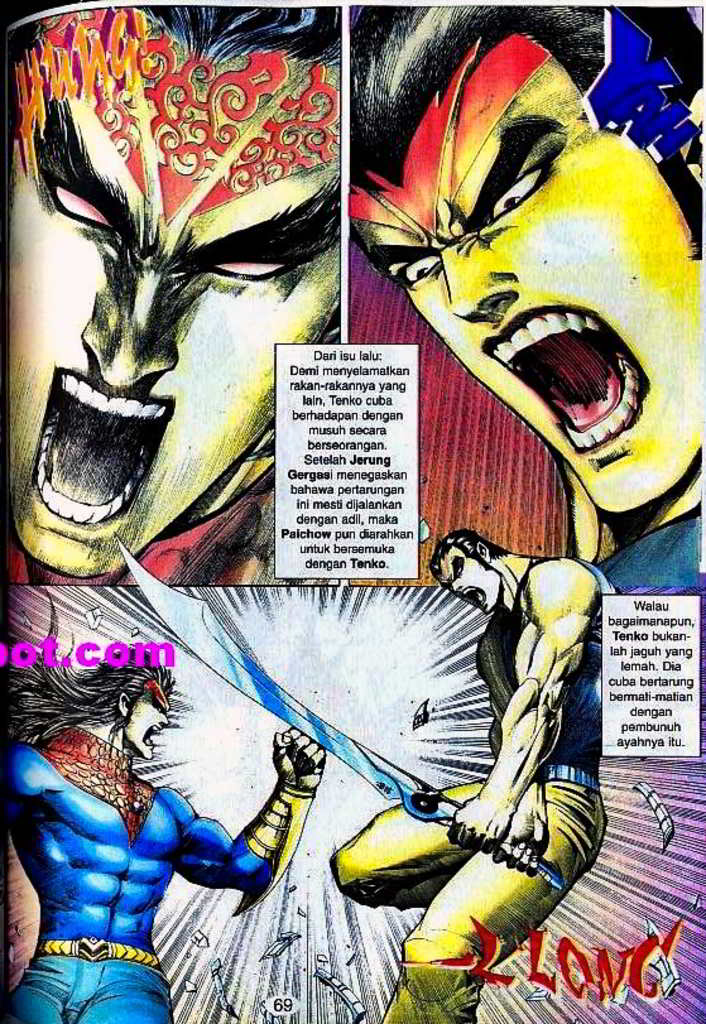 HUNG!
YAH
Dari isu lalu:
Demi menyelamatkan
rakan-rakannya yang
lain, Tenko cuba
berhadapan dengan
musuh secara
berseorangan.
Setelah Jerung
Gergasi menegaskan
bahawa pertarungan
ini mesti dijalankan
dengan adil, maka
Paichow pun diarahkan
untuk bersemuka
dengan Tenko.
Walau
bagaimanapun,
Tenko bukan-
lah jaguh yang
lemah. Dia
cuba bertarung
bermati-matian
dengan
pembunuh
ayahnya itu.
ot.com
KLONG
69